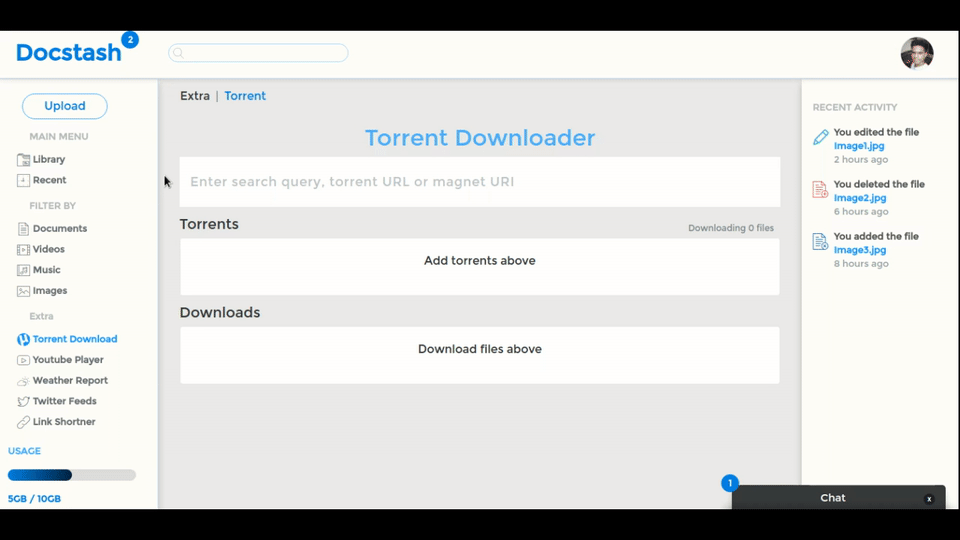 Docstash
2
Upload
MAIN MENU
Library
Recent
FILTER BY
Documents
Videos
Music
Images
Extra
Torrent Download
Youtube Player
Weather Report
Twitter Feeds
Link Shortner
USAGE
5GB / 10GB
Extra | Torrent
Torrent Downloader
Enter search query, torrent URL or magnet URI
Torrents
Downloading 0 files
Add torrents above
Downloads
Download files above
RECENT ACTIVITY
You edited the file
Image1.jpg
2 hours ago
You deleted the file
Image2.jpg
6 hours ago
You added the file
Image3.jpg
8 hours ago
1
Chat
x